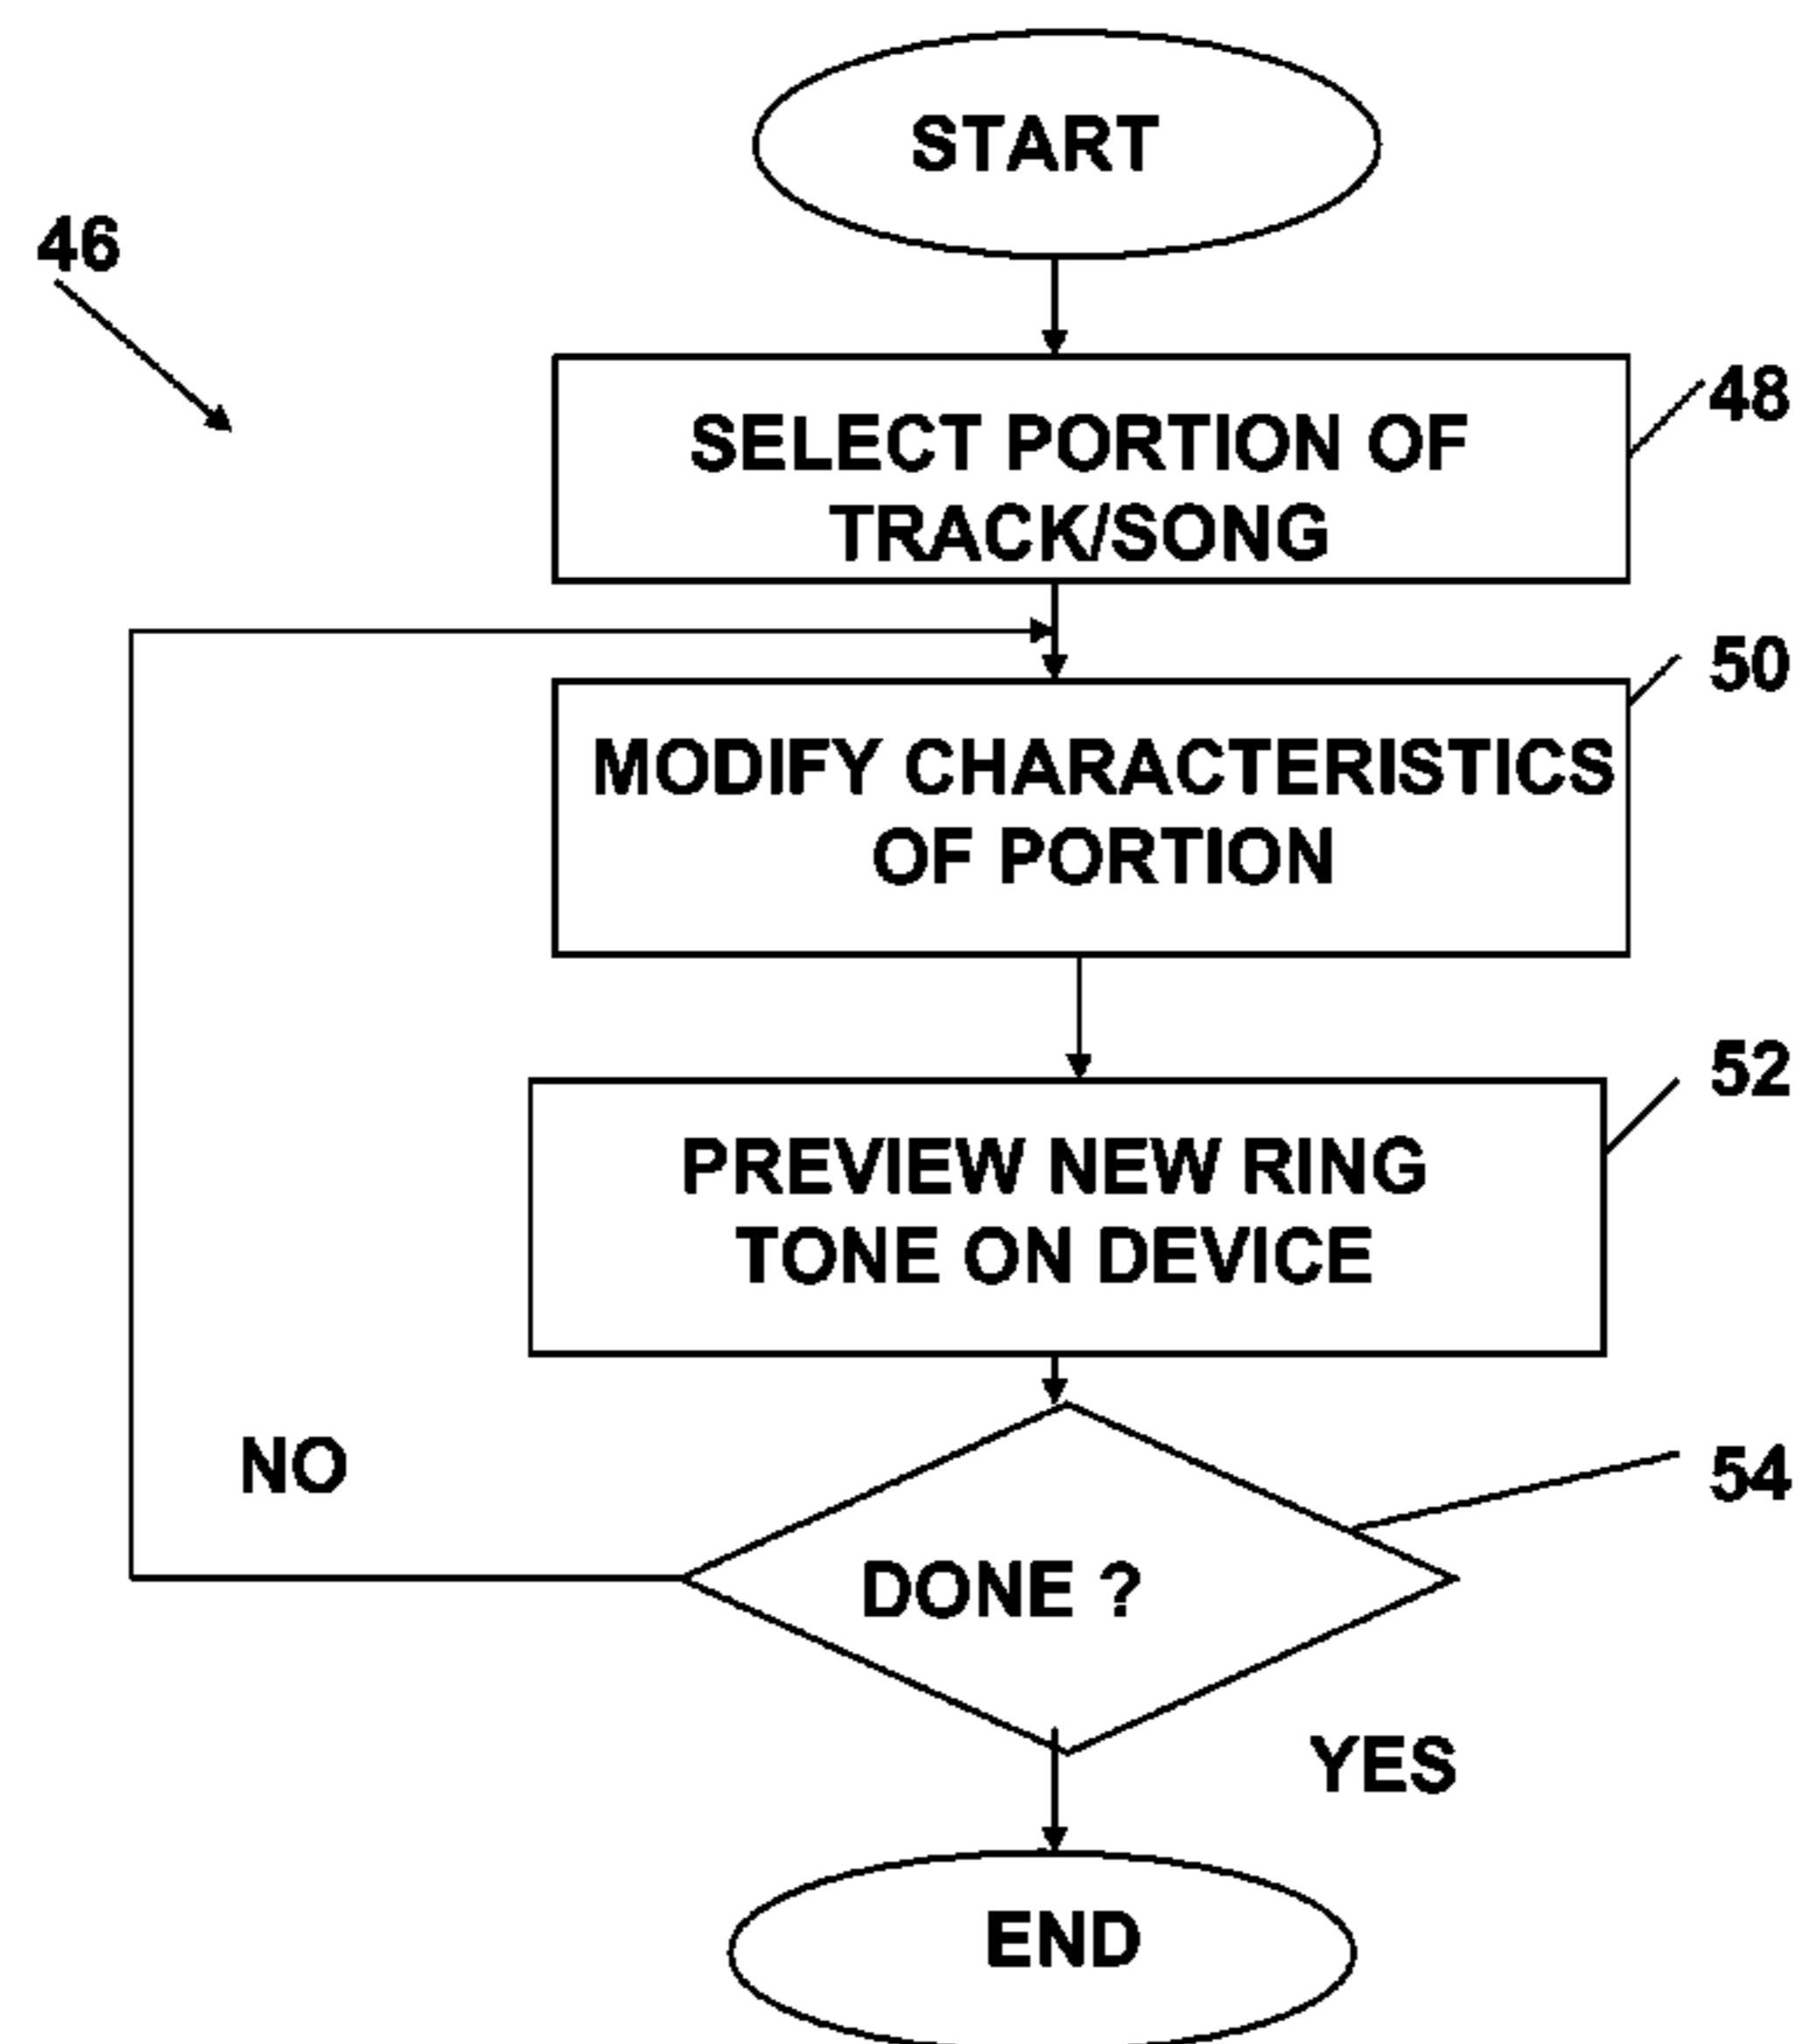 START
46
SELECT PORTION OF
TRACK/SONG
48
MODIFY CHARACTERISTICS
OF PORTION
50
PREVIEW NEW RING
TONE ON DEVICE
52
NO
DONE ?
54
YES
END